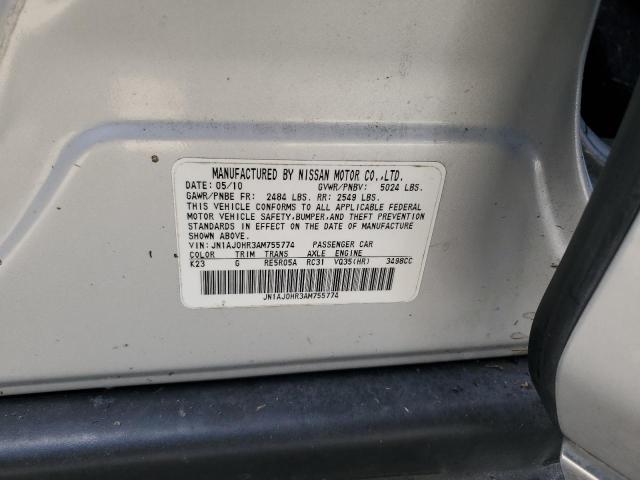 MANUFACTURED BY NISSAN MOTOR CO.,LTD.
DATE: 05/10 GVWR/PNBV: 5024 LBS.
GAWR/PNBE FR: 2484 LBS. RR: 2549 LBS.
THIS VEHICLE CONFORMS TO ALL APPLICABLE FEDERAL
MOTOR VEHICLE SAFETY,BUMPER,AND THEFT PREVENTION
STANDARDS IN EFFECT ON THE DATE OF MANUFACTURE
SHOWN ABOVE.
VIN: JN1AJ0HR3AM755774 PASSENGER CAR
COLOR TRIM TRANS AXLE ENGINE
K23 G RE5R05A RC31 VQ35(HR) 3498CC
JN1AJ0HR3AM755774